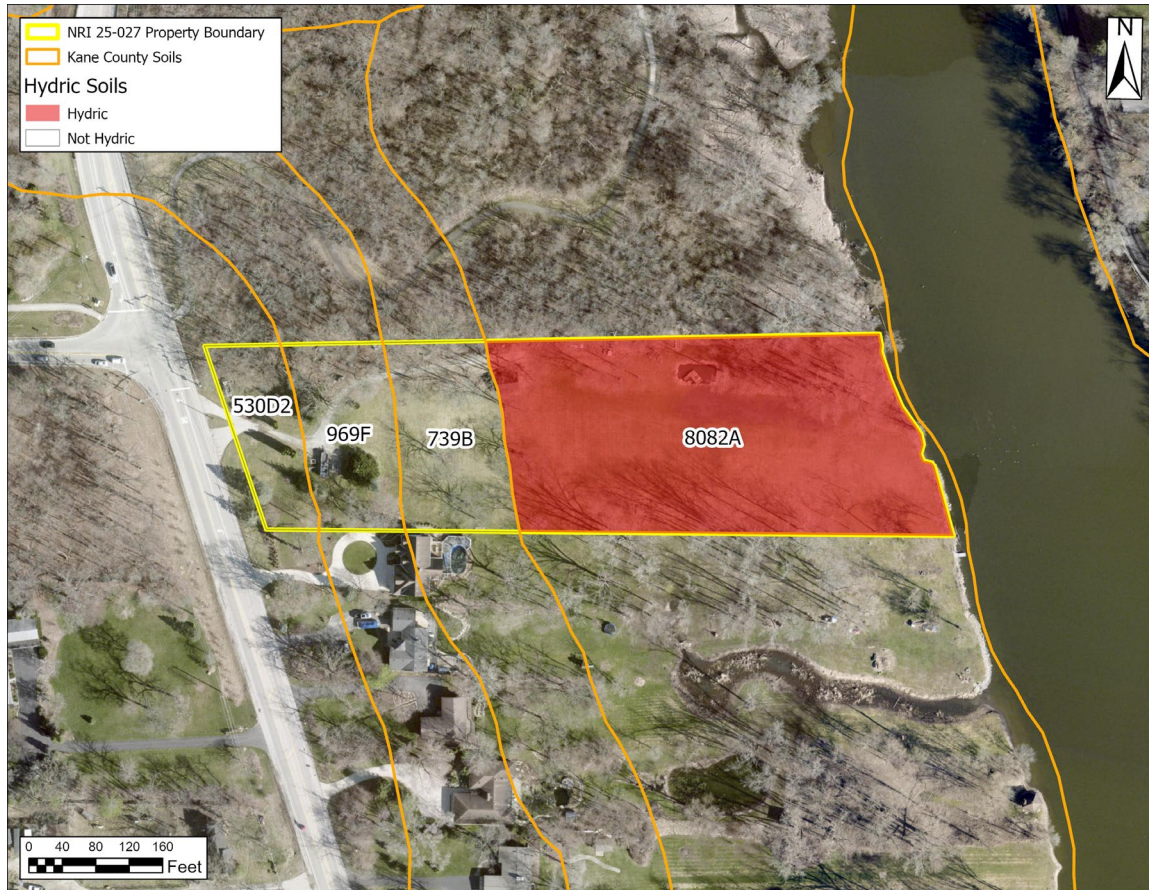 NRI 25-027 Property Boundary
Kane County Soils
Hydric Soils
Hydric
Not Hydric
N
530D2
969F
739B
8082A
0 40 80 120 160
Feet